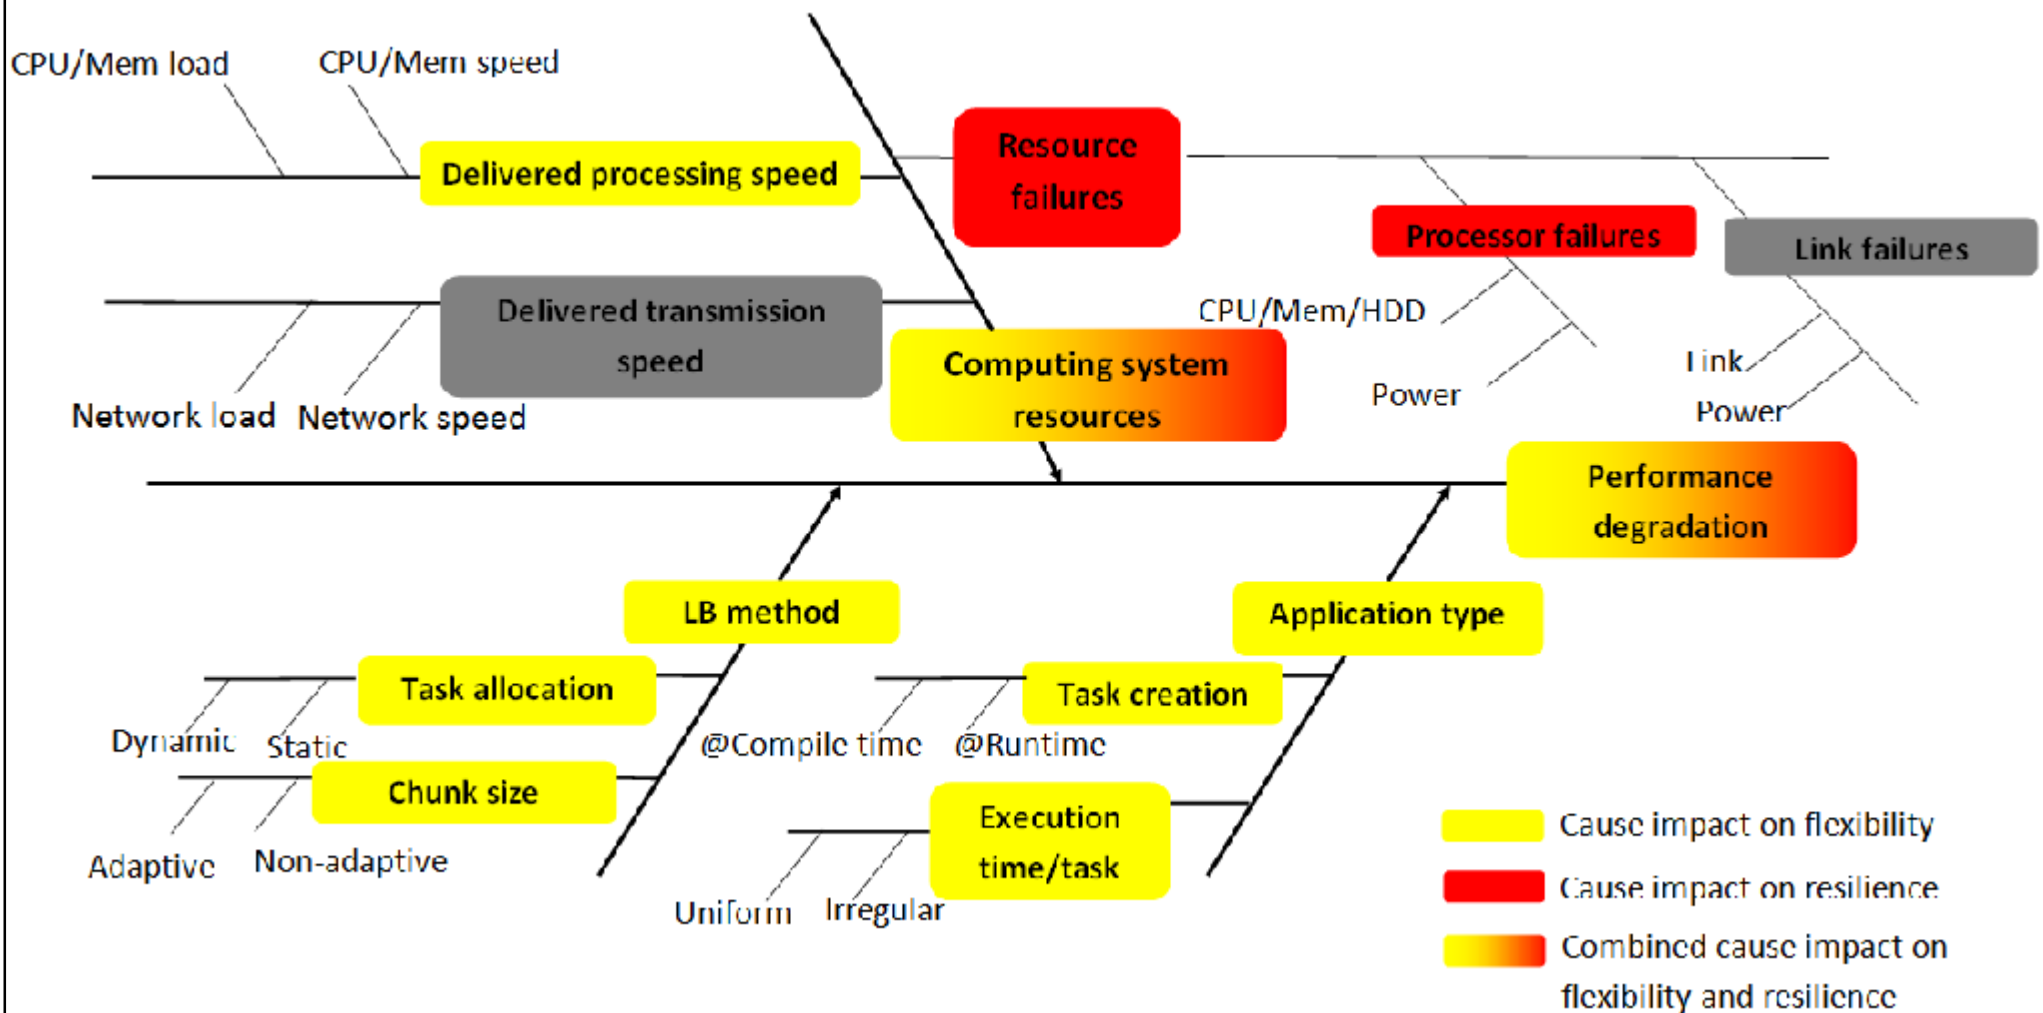 CPU/Mem load
CPU/Mem speed
Resource
failures
Delivered processing speed
Processor failures
Link failures
Delivered transmission
speed
CPU/Mem/HDD
Computing system
resources
Link
Power
Power
Network load
Network speed
Performance
degradation
LB method
Application type
Task allocation
Task creation
Dynamic
Static
@Compile time
@Runtime
Chunk size
Execution
time/task
Adaptive
Non-adaptive
Uniform
Irregular
Cause impact on flexibility
Cause impact on resilience
Combined cause impact on
flexibility and resilience